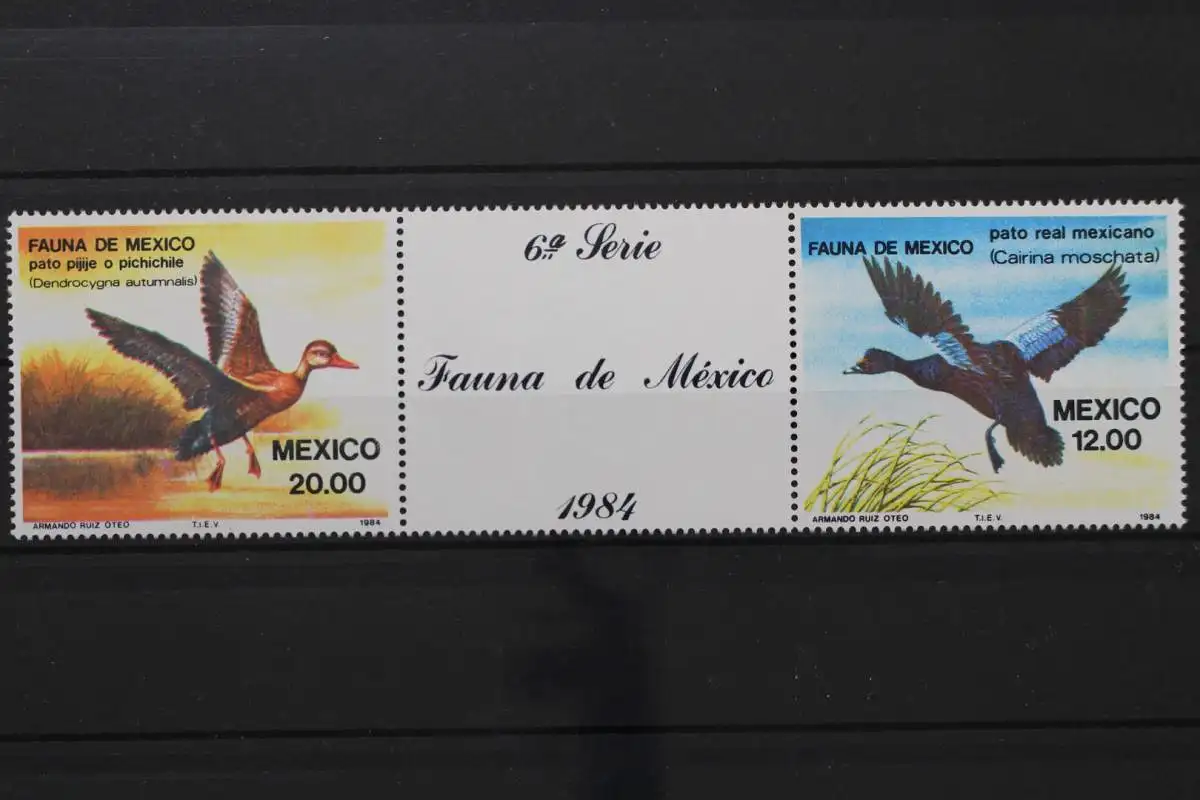 FAUNA DE MEXICO
pato pijije o pichichile
(Dendrocygna autumnalis)
MEXICO
20.00
ARMANDO RUIZ OTEO T.I.E.V. 1984
6ª Serie
Fauna de México
1984
FAUNA DE MEXICO
pato real mexicano
(Cairina moschata)
MEXICO
12.00
ARMANDO RUIZ OTEO T.I.E.V. 1984